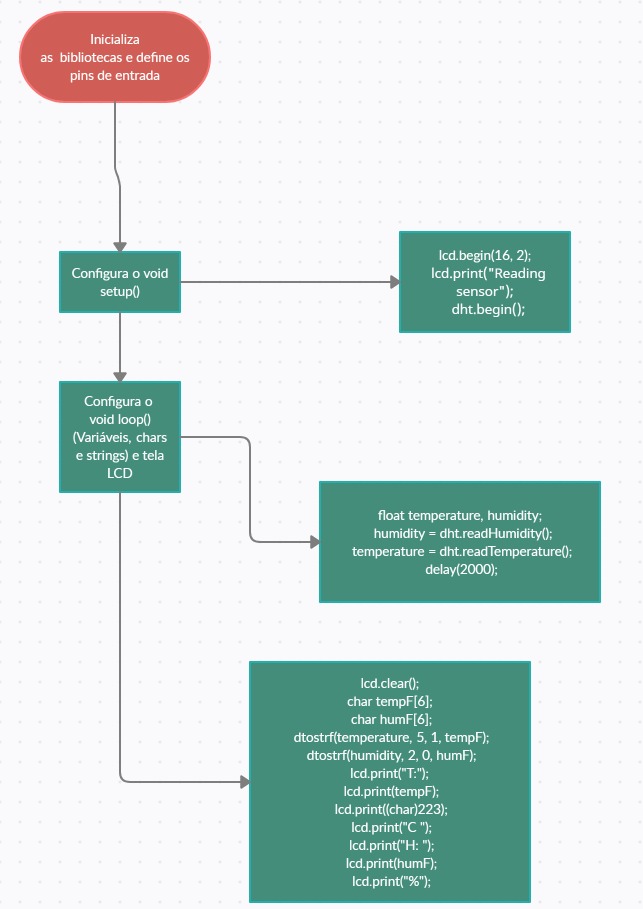 Inicializa
as bibliotecas e define os
pins de entrada
Configura o void
setup()
lcd.begin(16, 2);
lcd.print("Reading
sensor");
dht.begin();
Configura o
void loop()
(Variáveis, chars
e strings) e tela
LCD
float temperature, humidity;
humidity = dht.readHumidity();
temperature = dht.readTemperature();
delay(2000);
lcd.clear();
char tempF[6];
char humF[6];
dtostrf(temperature, 5, 1, tempF);
dtostrf(humidity, 2, 0, humF);
lcd.print("T:");
lcd.print(tempF);
lcd.print((char)223);
lcd.print("C ");
lcd.print("H: ");
lcd.print(humF);
lcd.print("%");